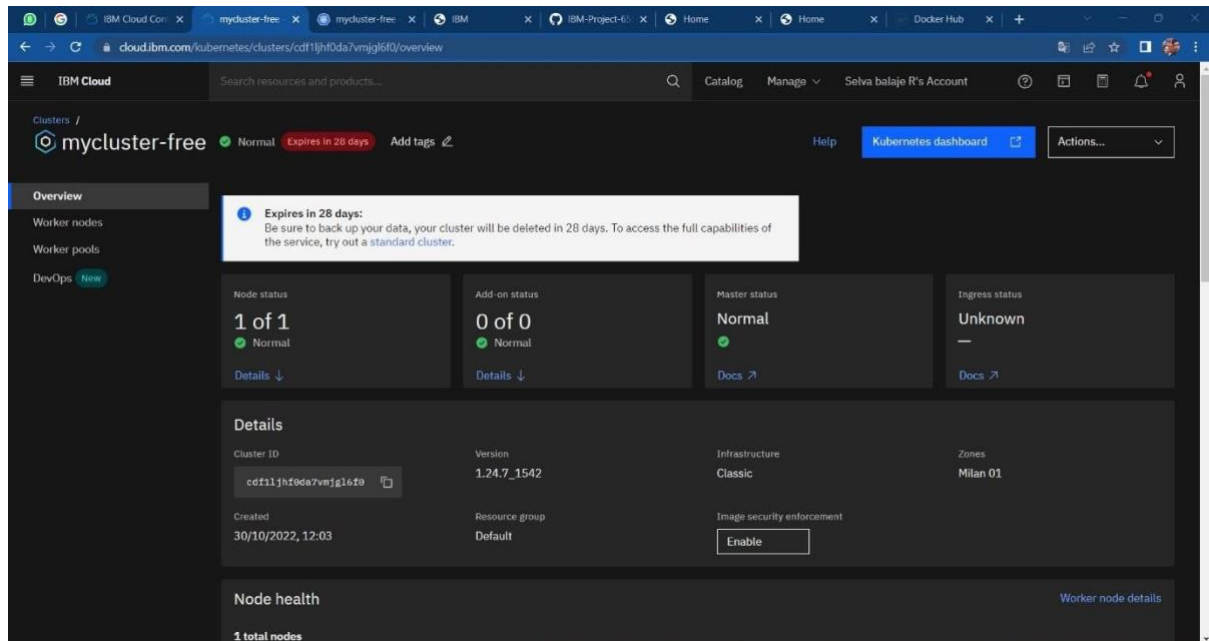 IBM Cloud Con
mycluster-free
mycluster-free
IBM
IBM-Project-65
Home
Home
Docker Hub
cloud.ibm.com/kubernetes/clusters/cdf1ljhf0da7vmjgl6f0/overview
IBM Cloud
Search resources and products...
Catalog
Manage
Selva balaje R's Account
Clusters /
mycluster-free
Normal
Expires in 28 days
Add tags
Help
Kubernetes dashboard
Actions...
Overview
Worker nodes
Worker pools
DevOps New
Expires in 28 days:
Be sure to back up your data, your cluster will be deleted in 28 days. To access the full capabilities of
the service, try out a standard cluster.
Node status
1 of 1
Normal
Details ↓
Add-on status
0 of 0
Normal
Details ↓
Master status
Normal
Docs ↗
Ingress status
Unknown
—
Docs ↗
Details
Cluster ID
cdf1ljhf0da7vmjgl6f0
Version
1.24.7_1542
Infrastructure
Classic
Zones
Milan 01
Created
30/10/2022, 12:03
Resource group
Default
Image security enforcement
Enable
Node health
Worker node details
1 total nodes